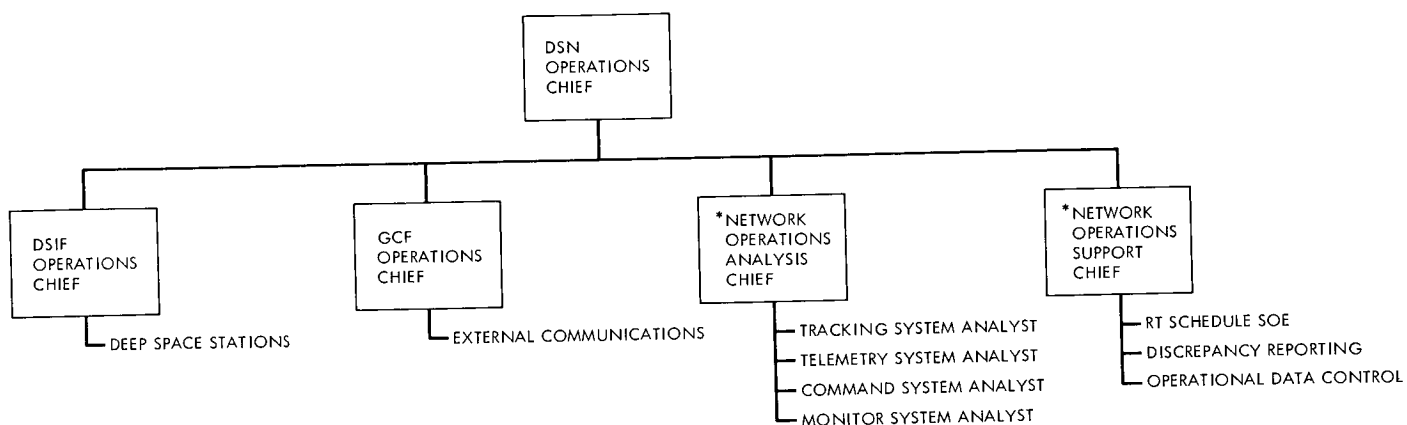 DSN
OPERATIONS
CHIEF
DSIF
OPERATIONS
CHIEF
DEEP SPACE STATIONS
GCF
OPERATIONS
CHIEF
EXTERNAL COMMUNICATIONS
*NETWORK
OPERATIONS
ANALYSIS
CHIEF
TRACKING SYSTEM ANALYST
TELEMETRY SYSTEM ANALYST
COMMAND SYSTEM ANALYST
MONITOR SYSTEM ANALYST
*NETWORK
OPERATIONS
SUPPORT
CHIEF
RT SCHEDULE SOE
DISCREPANCY REPORTING
OPERATIONAL DATA CONTROL